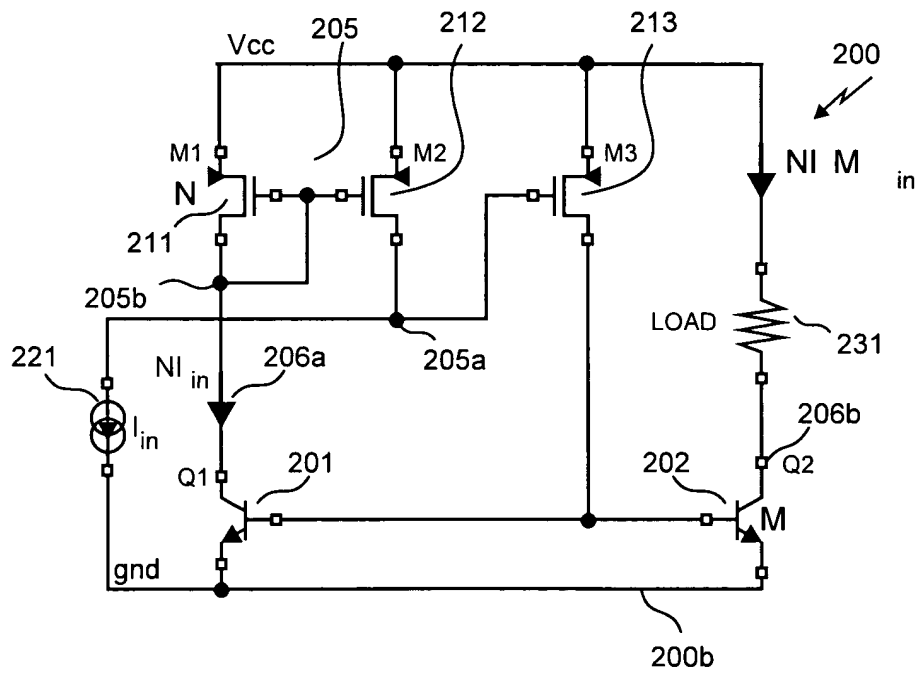 205
212
213
Vcc
200
M1
M2
M3
NI M in
N
211
205b
LOAD
231
221
NI in
206a
205a
I in
206b
Q1
201
202
Q2
M
gnd
200b